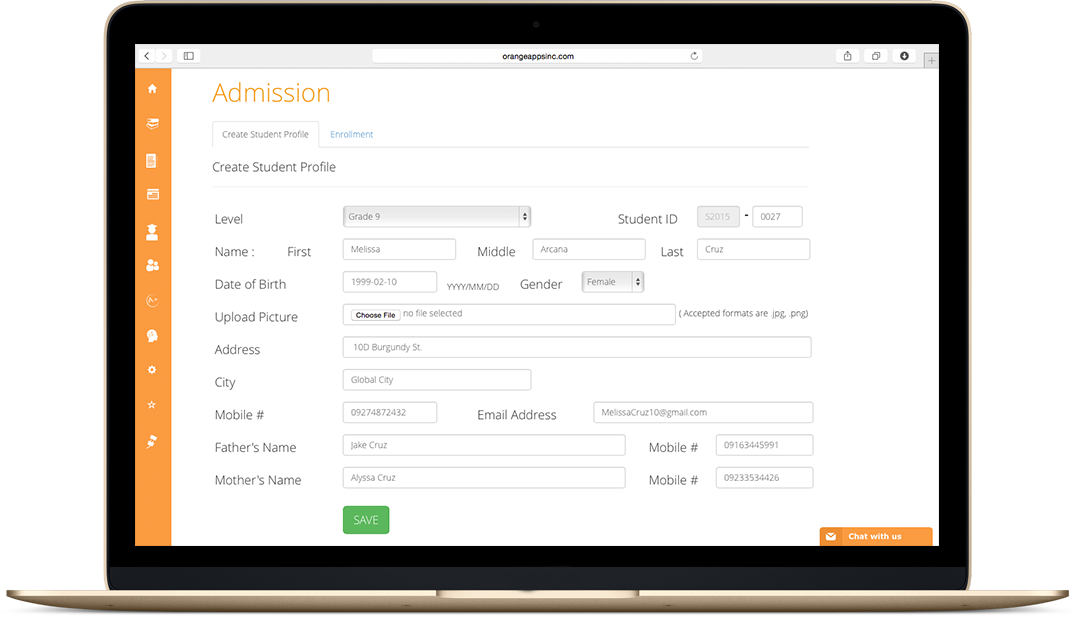 orangeappsinc.com
Admission
Create Student Profile Enrollment
Create Student Profile
Level Grade 9 Student ID S2015 - 0027
Name : First Melissa Middle Arcana Last Cruz
Date of Birth 1999-02-10 YYYY/MM/DD Gender Female
Upload Picture Choose File no file selected ( Accepted formats are .jpg, .png)
Address 10D Burgundy St.
City Global City
Mobile # 09274872432 Email Address MelissaCruz10@gmail.com
Father's Name Jake Cruz Mobile # 09163445991
Mother's Name Alyssa Cruz Mobile # 09233534426
SAVE
Chat with us